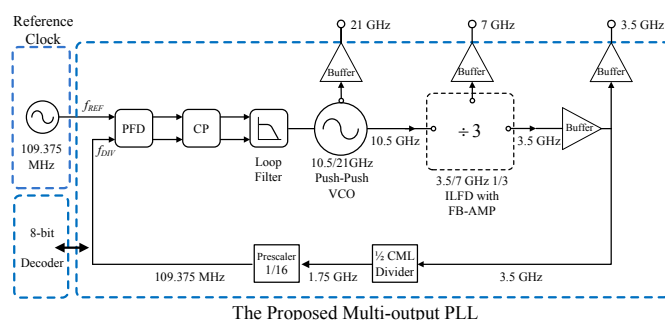 Reference
Clock
109.375
MHz
f_REF
f_DIV
PFD
CP
Loop
Filter
21 GHz
Buffer
10.5/21GHz
Push-Push
VCO
10.5 GHz
7 GHz
Buffer
÷3
3.5/7 GHz 1/3
ILFD with
FB-AMP
3.5 GHz
Buffer
3.5 GHz
Buffer
8-bit
Decoder
109.375 MHz
Prescaler
1/16
1.75 GHz
½ CML
Divider
3.5 GHz
The Proposed Multi-output PLL